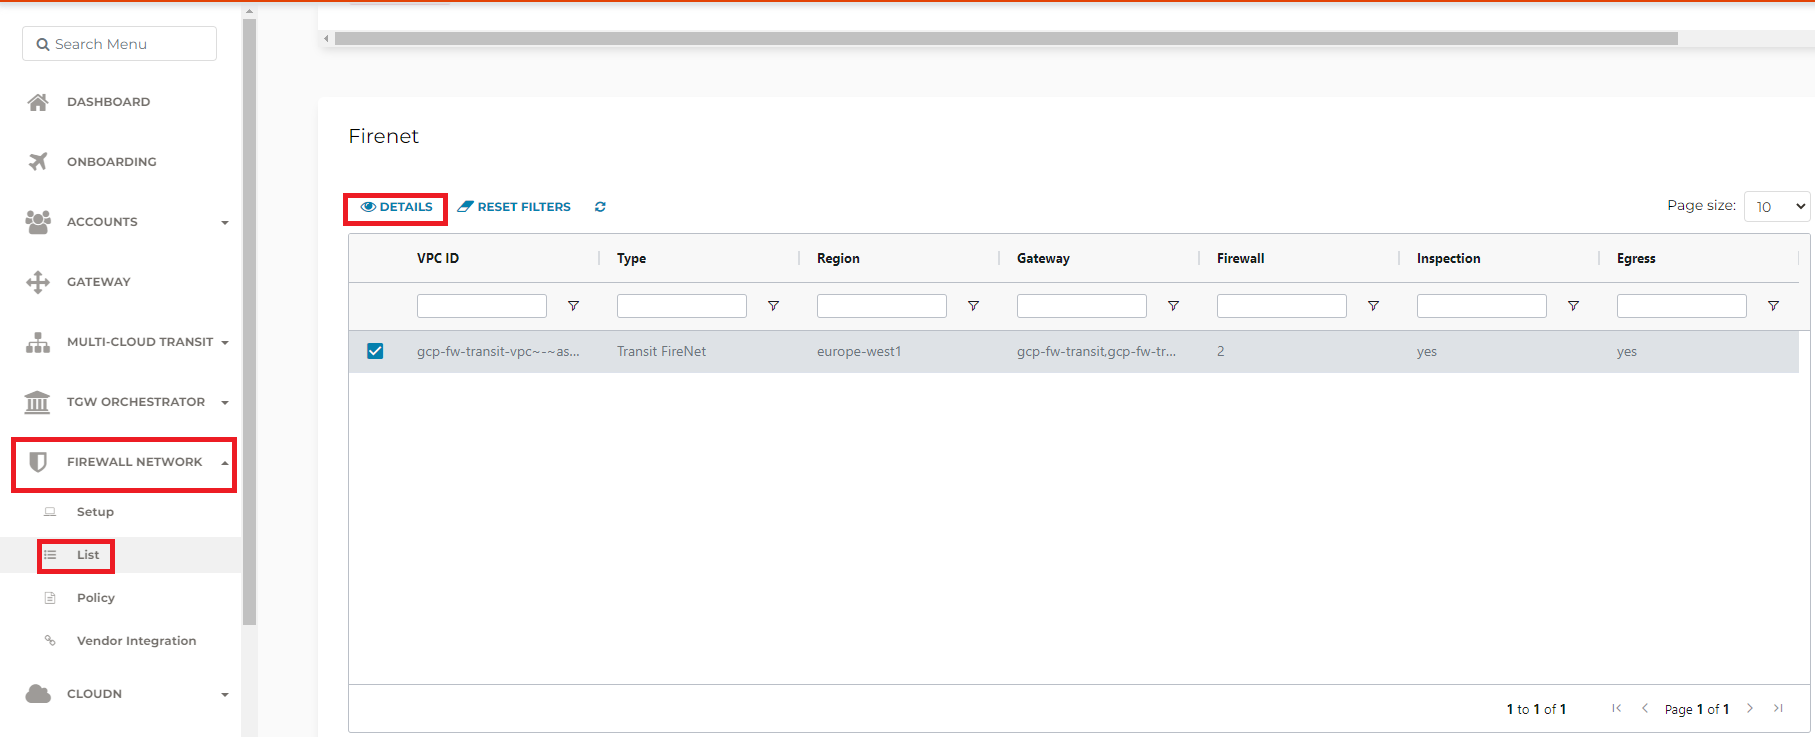 Search Menu
DASHBOARD
ONBOARDING
ACCOUNTS
GATEWAY
MULTI-CLOUD TRANSIT
TGW ORCHESTRATOR
FIREWALL NETWORK
Setup
List
Policy
Vendor Integration
CLOUDN
Firenet
DETAILS RESET FILTERS
Page size: 10
VPC ID Type Region Gateway Firewall Inspection Egress
gcp-fw-transit-vpc~-~as... Transit FireNet europe-west1 gcp-fw-transit,gcp-fw-tr... 2 yes yes
1 to 1 of 1 Page 1 of 1